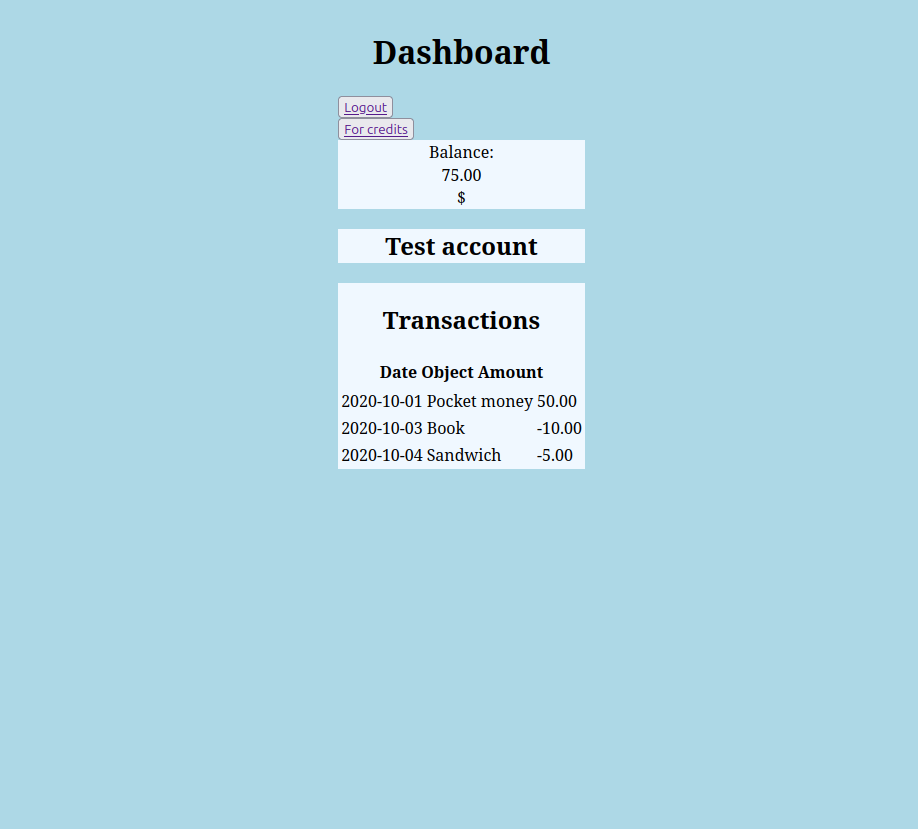 Dashboard
Logout
For credits
Balance:
75.00
$
Test account
Transactions
Date Object Amount
2020-10-01 Pocket money 50.00
2020-10-03 Book -10.00
2020-10-04 Sandwich -5.00